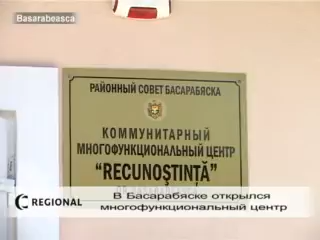 Basarabeasca
РАЙОННЫЙ СОВЕТ БАСАРАБЯСКА
КОММУНИТАРНЫЙ
МНОГОФУНКЦИОНАЛЬНЫЙ ЦЕНТР
"RECUNOŞTINŢĂ"
REGIONAL
В Басарабяске открылся
многофункциональный центр